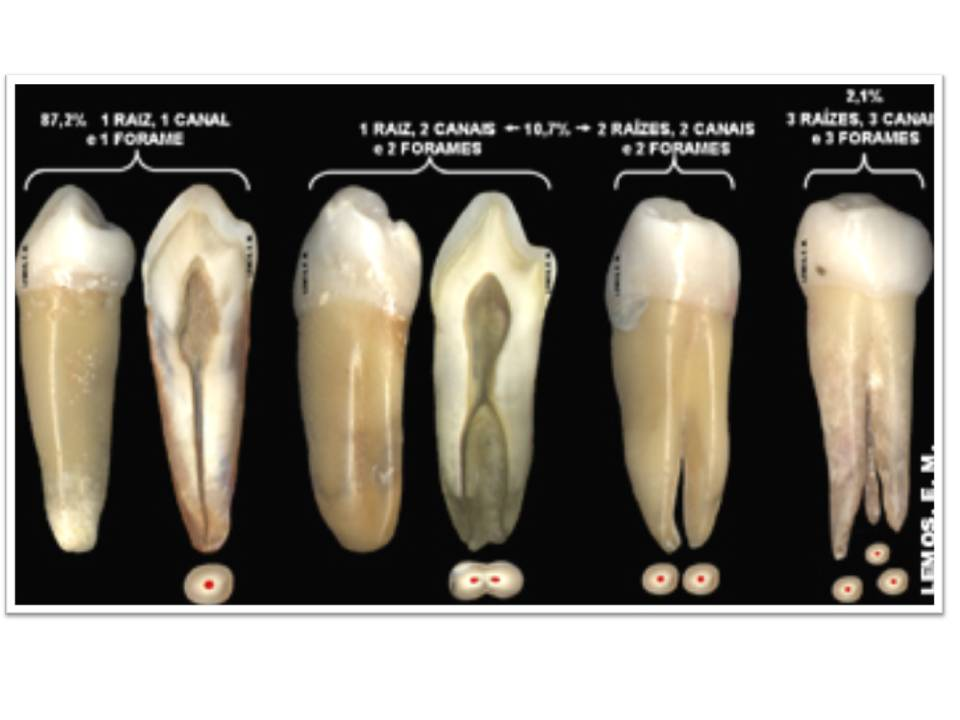 87,2% 1 RAIZ, 1 CANAL
e 1 FORAME
1 RAIZ, 2 CANAIS ←10,7%→ 2 RAÍZES, 2 CANAIS
e 2 FORAMES
e 2 FORAMES
2,1%
3 RAÍZES, 3 CANAI
e 3 FORAMES
LEMOS, E. M.